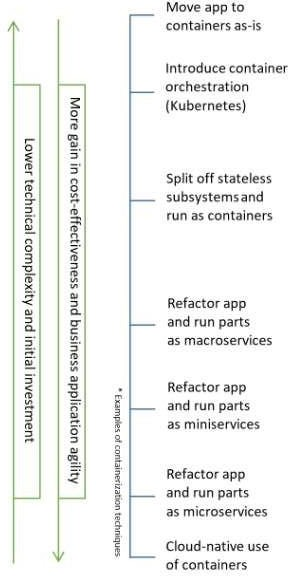 Move app to
containers as-is
Introduce container
orchestration
(Kubernetes)
Split off stateless
subsystems and
run as containers
Refactor app
and run parts
as macroservices
Refactor app
and run parts
as miniservices
Refactor app
and run parts
as microservices
Cloud-native use
of containers
Lower technical complexity and initial investment
More gain in cost-effectiveness and business application agility
* Examples of containerization techniques